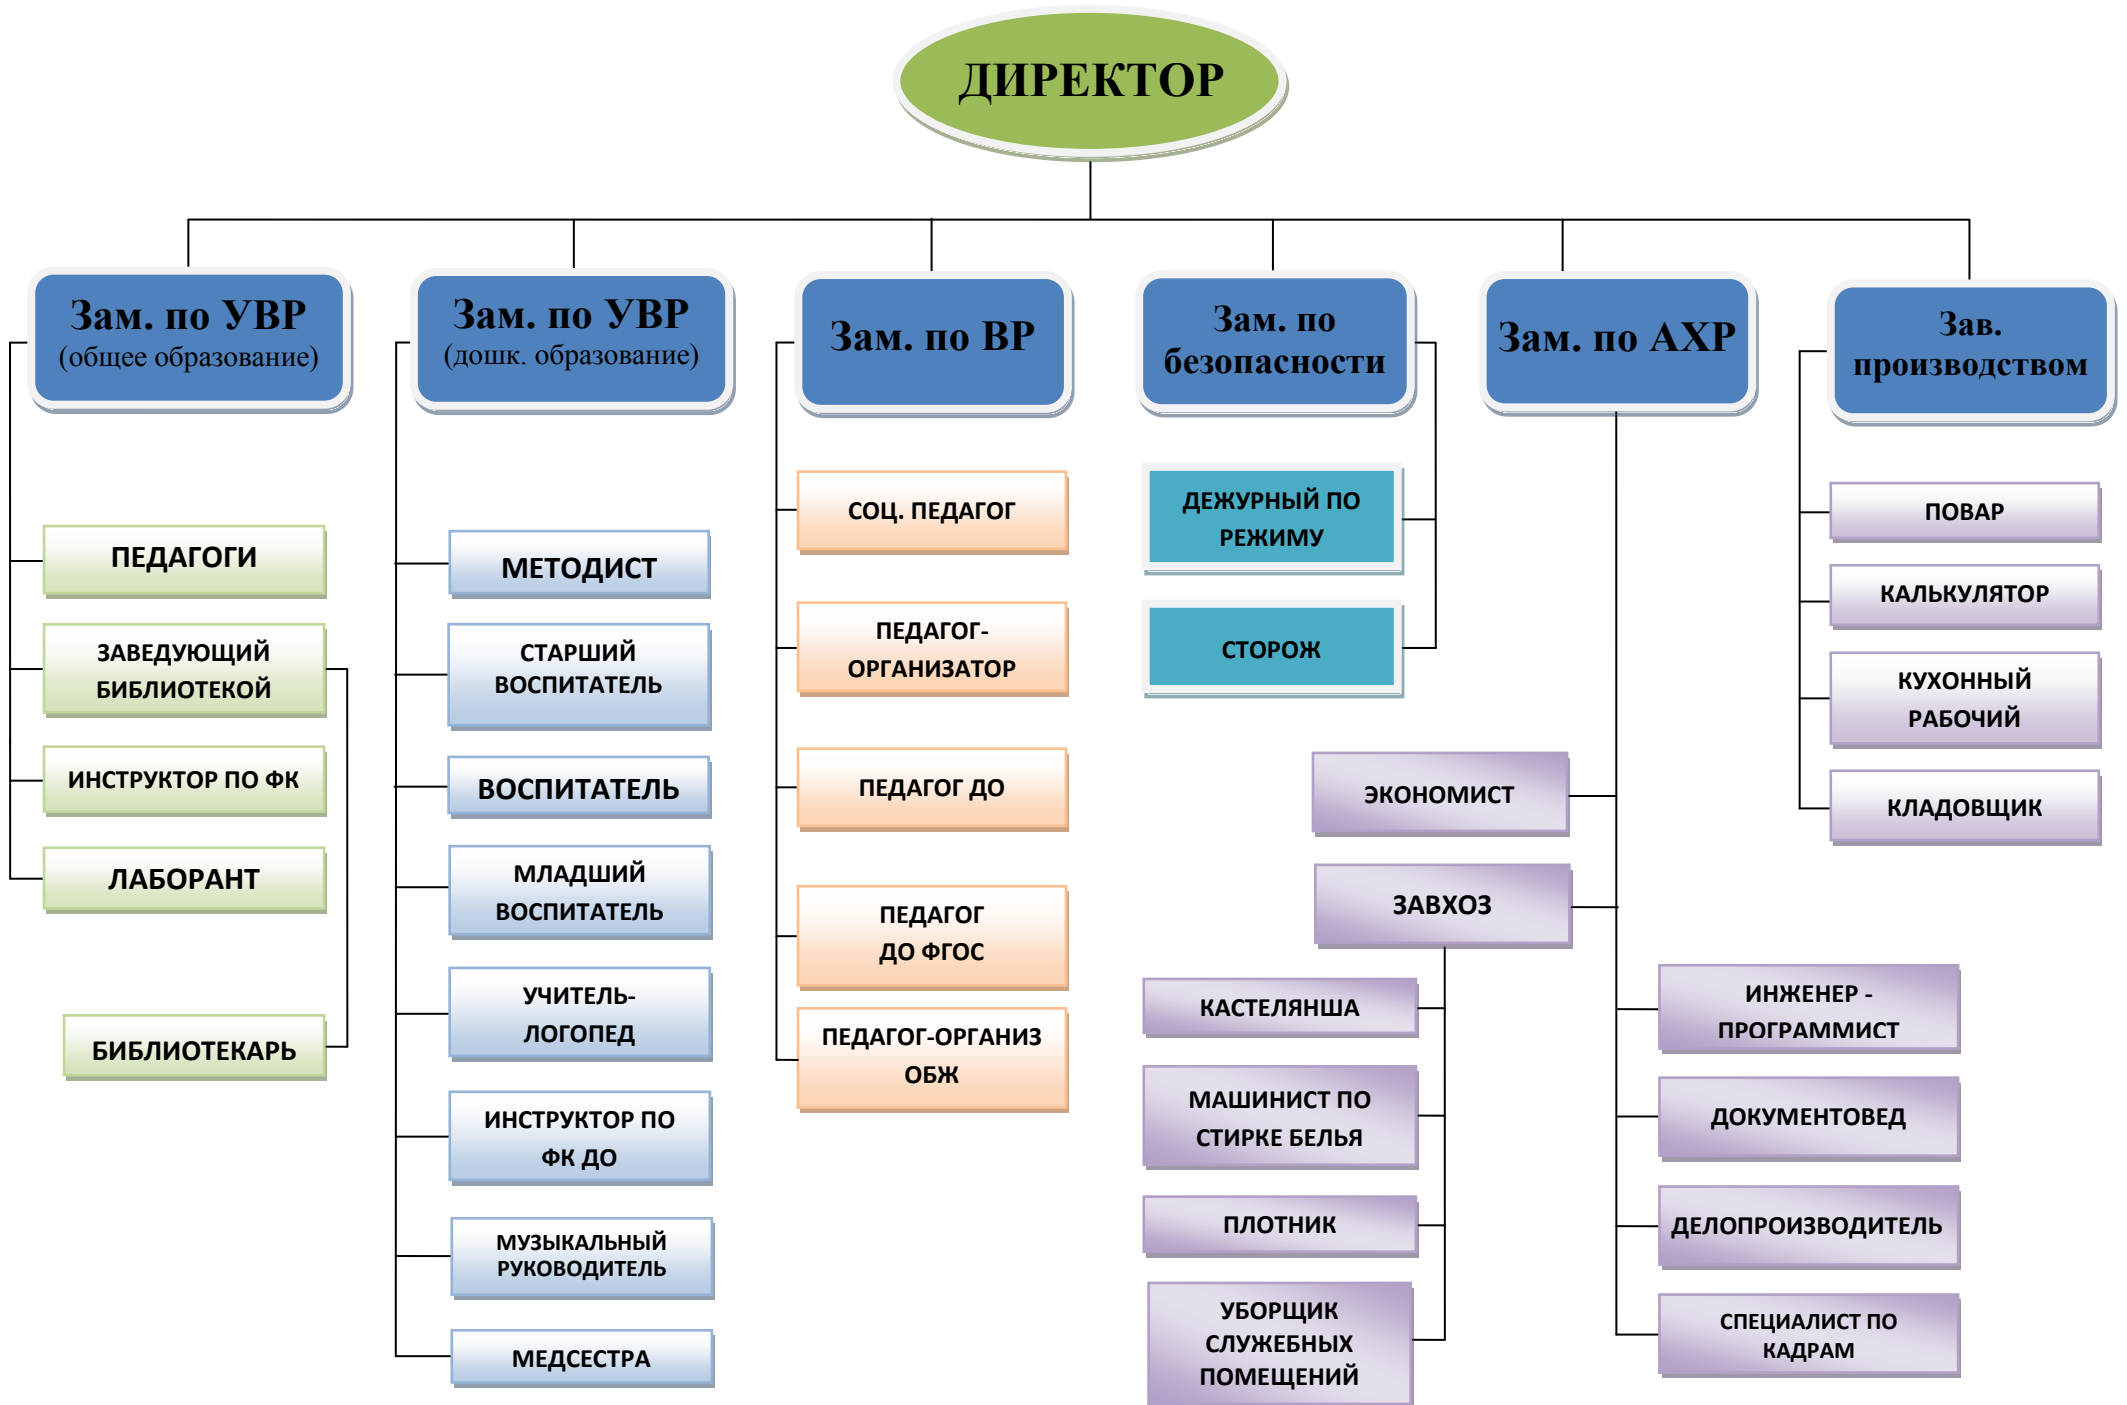 ДИРЕКТОР
Зам. по УВР
(общее образование)
ПЕДАГОГИ
ЗАВЕДУЮЩИЙ
БИБЛИОТЕКОЙ
ИНСТРУКТОР ПО ФК
ЛАБОРАНТ
БИБЛИОТЕКАРЬ
Зам. по УВР
(дошк. образование)
МЕТОДИСТ
СТАРШИЙ
ВОСПИТАТЕЛЬ
ВОСПИТАТЕЛЬ
МЛАДШИЙ
ВОСПИТАТЕЛЬ
УЧИТЕЛЬ-
ЛОГОПЕД
ИНСТРУКТОР ПО
ФК ДО
МУЗЫКАЛЬНЫЙ
РУКОВОДИТЕЛЬ
МЕДСЕСТРА
Зам. по ВР
СОЦ. ПЕДАГОГ
ПЕДАГОГ-
ОРГАНИЗАТОР
ПЕДАГОГ ДО
ПЕДАГОГ
ДО ФГОС
ПЕДАГОГ-ОРГАНИЗ
ОБЖ
Зам. по
безопасности
ДЕЖУРНЫЙ ПО
РЕЖИМУ
СТОРОЖ
Зам. по АХР
ЭКОНОМИСТ
ЗАВХОЗ
КАСТЕЛЯНША
МАШИНИСТ ПО
СТИРКЕ БЕЛЬЯ
ПЛОТНИК
УБОРЩИК
СЛУЖЕБНЫХ
ПОМЕЩЕНИЙ
ИНЖЕНЕР -
ПРОГРАММИСТ
ДОКУМЕНТОВЕД
ДЕЛОПРОИЗВОДИТЕЛЬ
СПЕЦИАЛИСТ ПО
КАДРАМ
Зав.
производством
ПОВАР
КАЛЬКУЛЯТОР
КУХОННЫЙ
РАБОЧИЙ
КЛАДОВЩИК